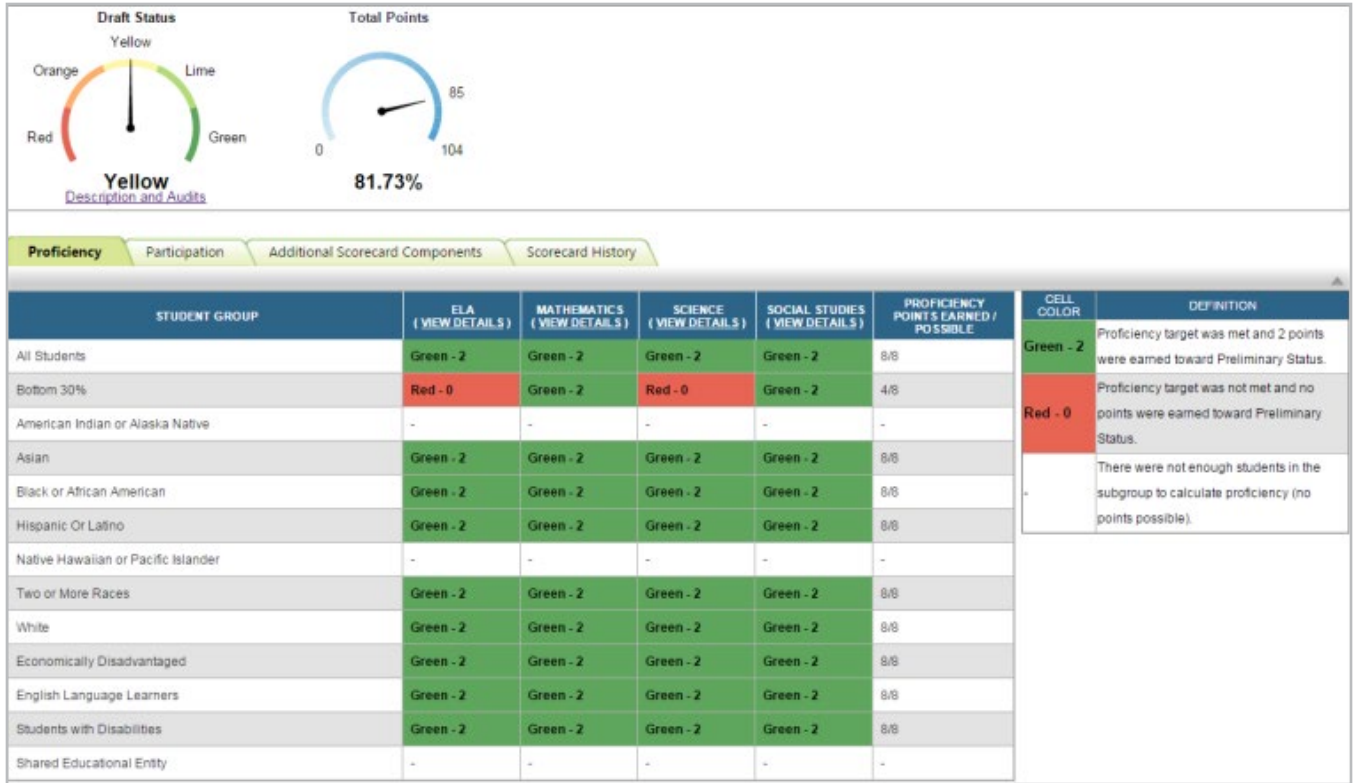 Draft Status
Total Points
Yellow
Orange
Lime
Red
Green
85
0
104
Yellow
81.73%
Description and Audits
Proficiency Participation Additional Scorecard Components Scorecard History
STUDENT GROUP
ELA
( VIEW DETAILS )
MATHEMATICS
( VIEW DETAILS )
SCIENCE
( VIEW DETAILS )
SOCIAL STUDIES
( VIEW DETAILS )
PROFICIENCY
POINTS EARNED /
POSSIBLE
All Students Green - 2 Green - 2 Green - 2 Green - 2 8/8
Bottom 30% Red - 0 Green - 2 Red - 0 Green - 2 4/8
American Indian or Alaska Native - - - - -
Asian Green - 2 Green - 2 Green - 2 Green - 2 8/8
Black or African American Green - 2 Green - 2 Green - 2 Green - 2 8/8
Hispanic Or Latino Green - 2 Green - 2 Green - 2 Green - 2 8/8
Native Hawaiian or Pacific Islander - - - - -
Two or More Races Green - 2 Green - 2 Green - 2 Green - 2 8/8
White Green - 2 Green - 2 Green - 2 Green - 2 8/8
Economically Disadvantaged Green - 2 Green - 2 Green - 2 Green - 2 8/8
English Language Learners Green - 2 Green - 2 Green - 2 Green - 2 8/8
Students with Disabilities Green - 2 Green - 2 Green - 2 Green - 2 8/8
Shared Educational Entity - - - - -
CELL
COLOR
DEFINITION
Green - 2
Proficiency target was met and 2 points
were earned toward Preliminary Status.
Red - 0
Proficiency target was not met and no
points were earned toward Preliminary
Status.
-
There were not enough students in the
subgroup to calculate proficiency (no
points possible).